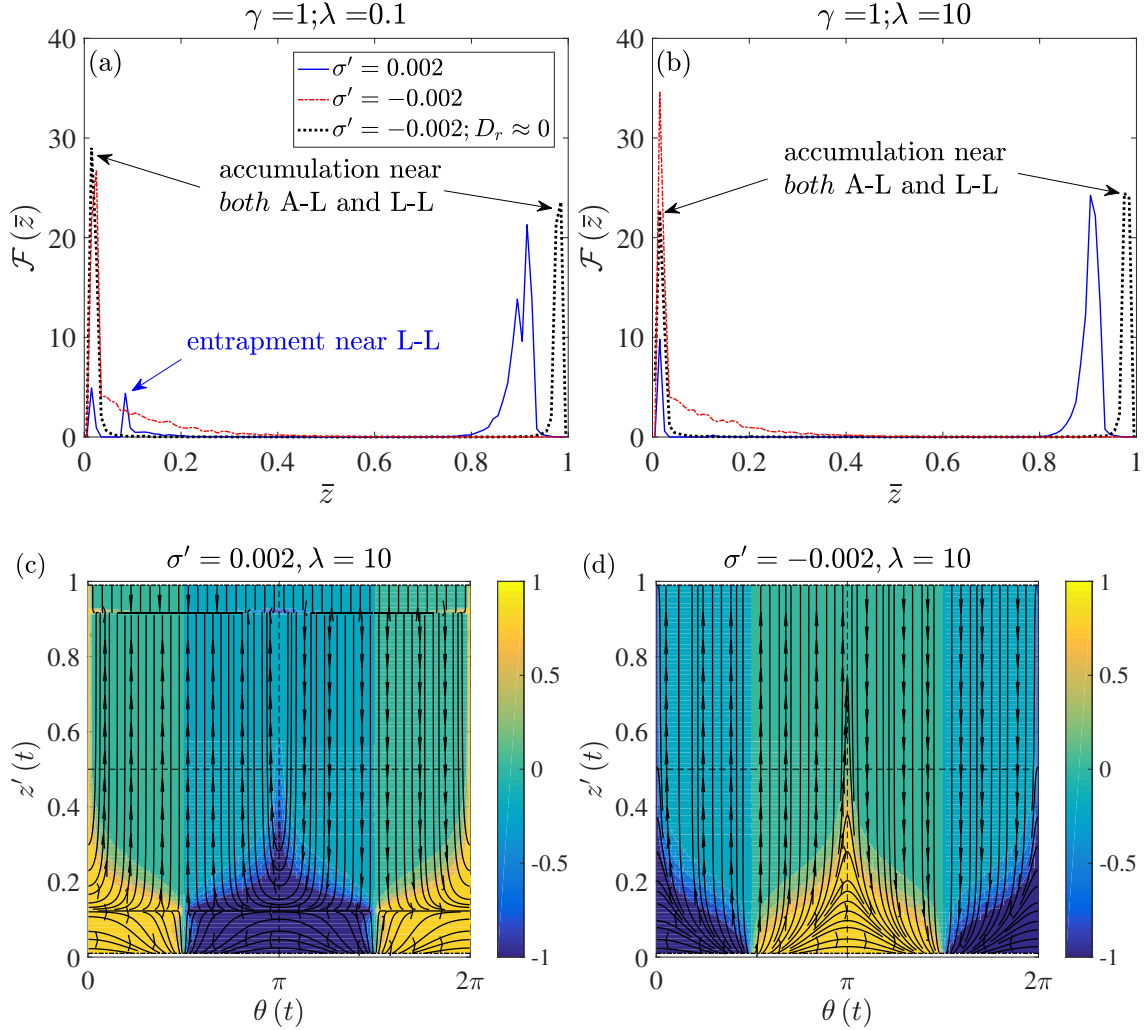 γ =1;λ =0.1
(a)
σ′ = 0.002
σ′ = −0.002
σ′ = −0.002; D_r ≈ 0
accumulation near
both A-L and L-L
entrapment near L-L
40
30
20
10
0
F (z̄)
0 0.2 0.4 0.6 0.8 1
z̄
γ =1;λ =10
(b)
accumulation near
both A-L and L-L
40
30
20
10
0
F (z̄)
0 0.2 0.4 0.6 0.8 1
z̄
(c)
σ′ = 0.002, λ = 10
1
0.8
0.6
0.4
0.2
0
z′ (t)
0 π 2π
θ (t)
1
0.5
0
-0.5
-1
(d)
σ′ = −0.002, λ = 10
1
0.8
0.6
0.4
0.2
0
z′ (t)
0 π 2π
θ (t)
1
0.5
0
-0.5
-1